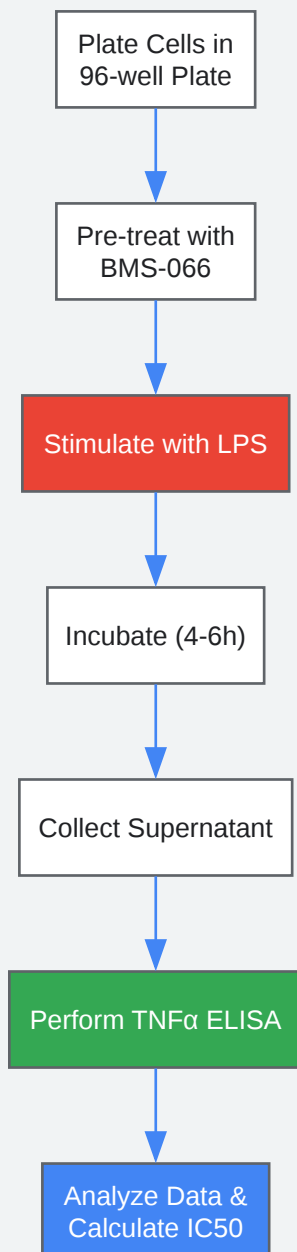 Plate Cells in
96-well Plate
Pre-treat with
BMS-066
Stimulate with LPS
Incubate (4-6h)
Collect Supernatant
Perform TNFα ELISA
Analyze Data &
Calculate IC50